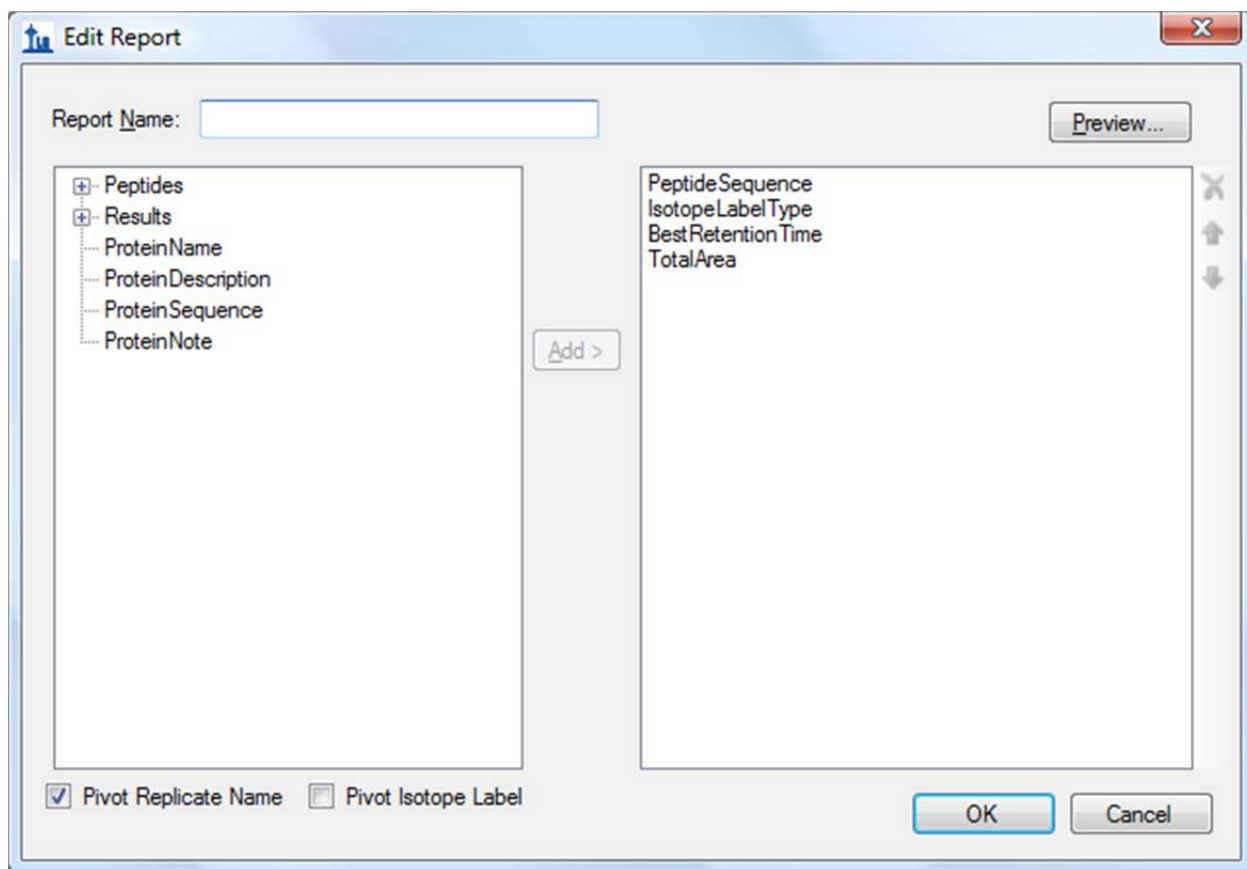 Edit Report
Report Name:
Preview...
Peptides
Results
ProteinName
ProteinDescription
ProteinSequence
ProteinNote
Add >
PeptideSequence
IsotopeLabelType
BestRetentionTime
TotalArea
Pivot Replicate Name
Pivot Isotope Label
OK
Cancel